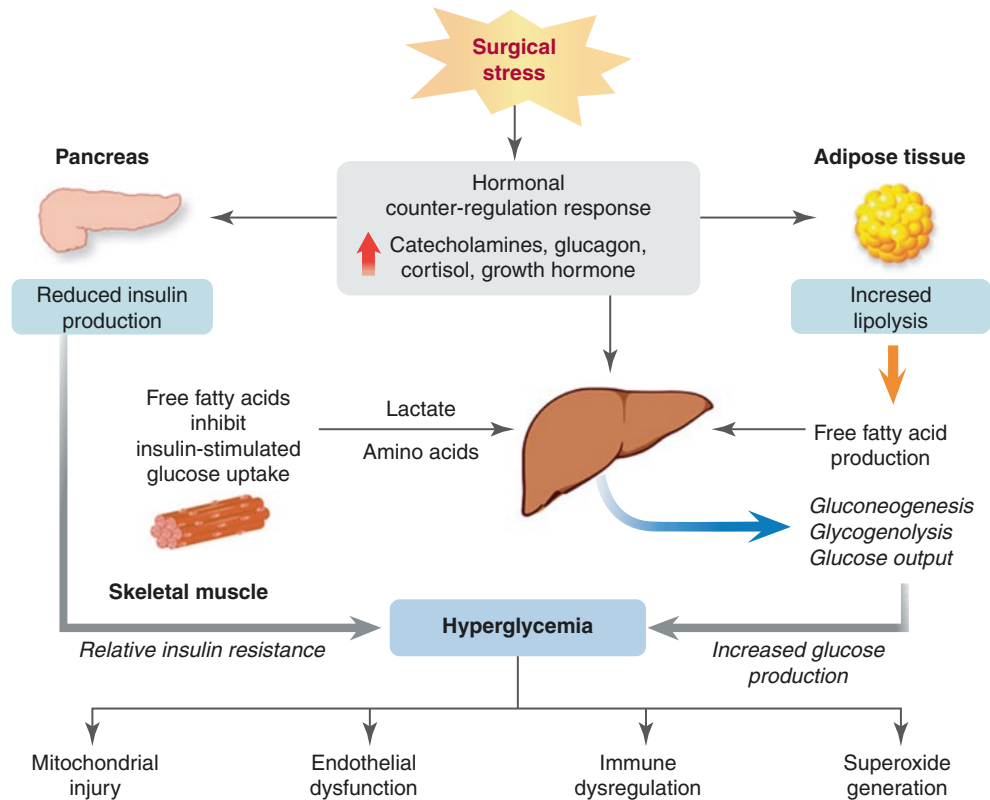 Surgical
stress
Pancreas
Adipose tissue
Hormonal
counter-regulation response
Catecholamines, glucagon,
cortisol, growth hormone
Reduced insulin
production
Incresed
lipolysis
Free fatty acids
inhibit
insulin-stimulated
glucose uptake
Lactate
Amino acids
Free fatty acid
production
Gluconeogenesis
Glycogenolysis
Glucose output
Skeletal muscle
Hyperglycemia
Relative insulin resistance
Increased glucose
production
Mitochondrial
injury
Endothelial
dysfunction
Immune
dysregulation
Superoxide
generation